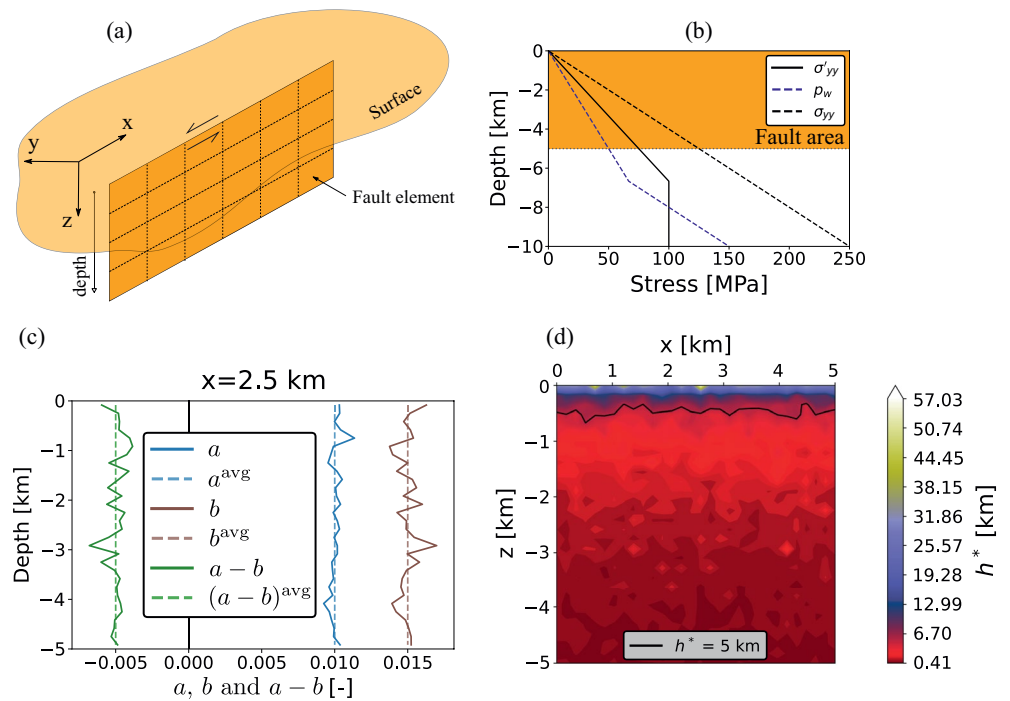 (a)
Surface
x
y
z
depth
Fault element
(b)
0
−2
−4
−6
−8
−10
Depth [km]
σ′yy
pw
σyy
Fault area
0 50 100 150 200 250
Stress [MPa]
(c)
x=2.5 km
0
−1
−2
−3
−4
−5
Depth [km]
a
a^avg
b
b^avg
a − b
(a − b)^avg
−0.005 0.000 0.005 0.010 0.015
a, b and a − b [-]
(d)
x [km]
0 1 2 3 4 5
0
−1
−2
−3
−4
−5
z [km]
h* = 5 km
57.03
50.74
44.45
38.15
31.86
25.57
19.28
12.99
6.70
0.41
h* [km]